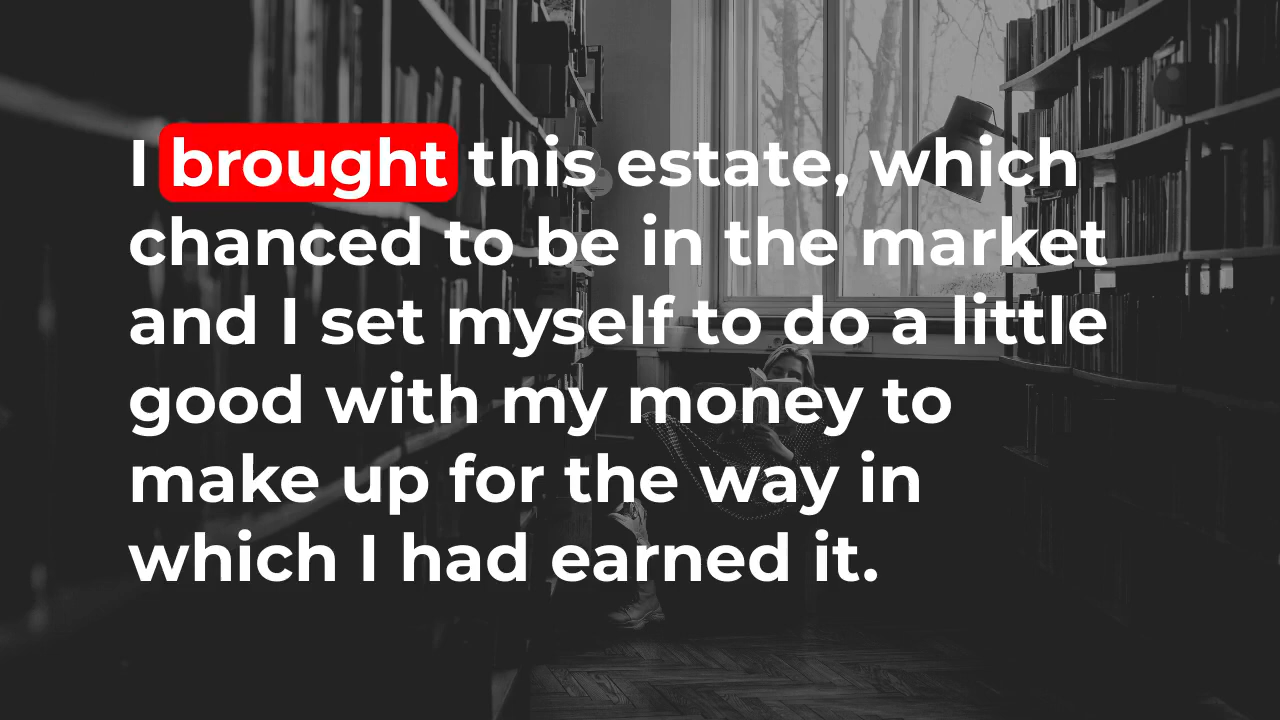 I brought this estate, which
chanced to be in the market
and I set myself to do a little
good with my money to
make up for the way in
which I had earned it.